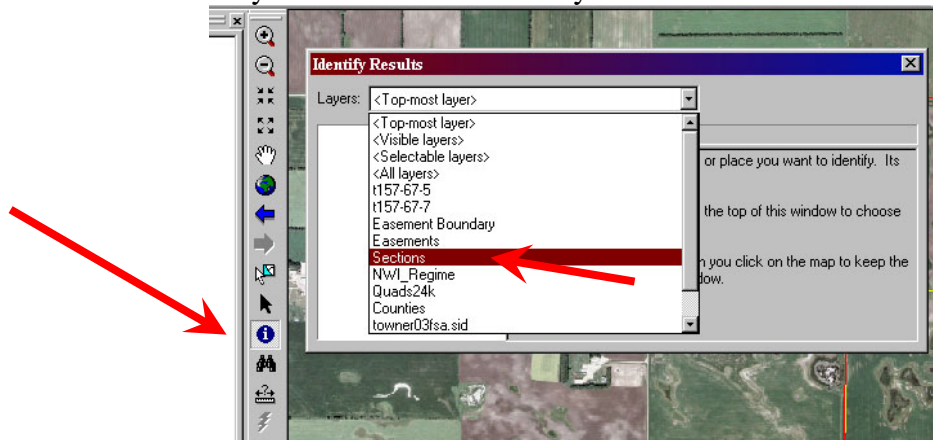 Identify Results
Layers: <Top-most layer>
<Top-most layer>
<Visible layers>
<Selectable layers>
<All layers>
t157-67-5
t157-67-7
Easement Boundary
Easements
Sections
NWI_Regime
Quads24k
Counties
towner03fsa.sid
or place you want to identify. Its
the top of this window to choose
you click on the map to keep the